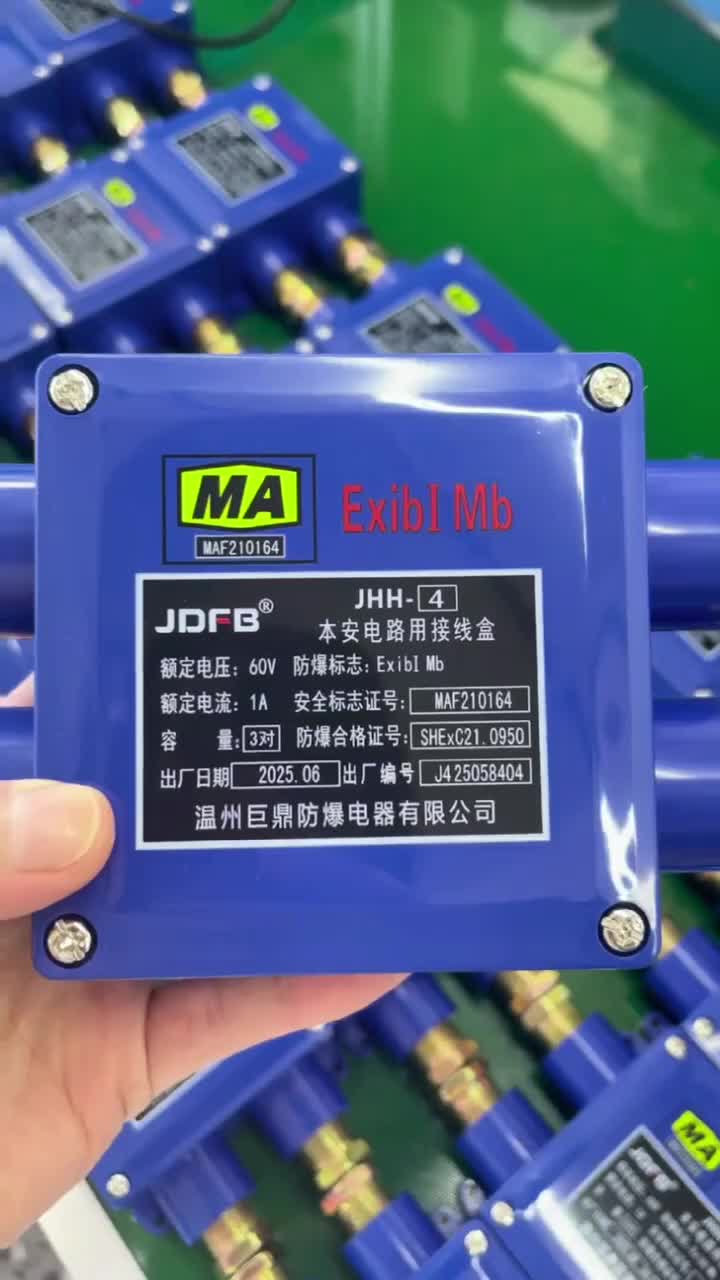 MA
MAF210164
ExibⅠ Mb
JDFB®
JHH-4
本安电路用接线盒
额定电压: 60V 防爆标志: ExibⅠ Mb
额定电流: 1A 安全标志证号: MAF210164
容 量: 3对 防爆合格证号: SHExC21.0950
出厂日期 2025.06 出厂编号 J425058404
温州巨鼎防爆电器有限公司
MA
JDFB®